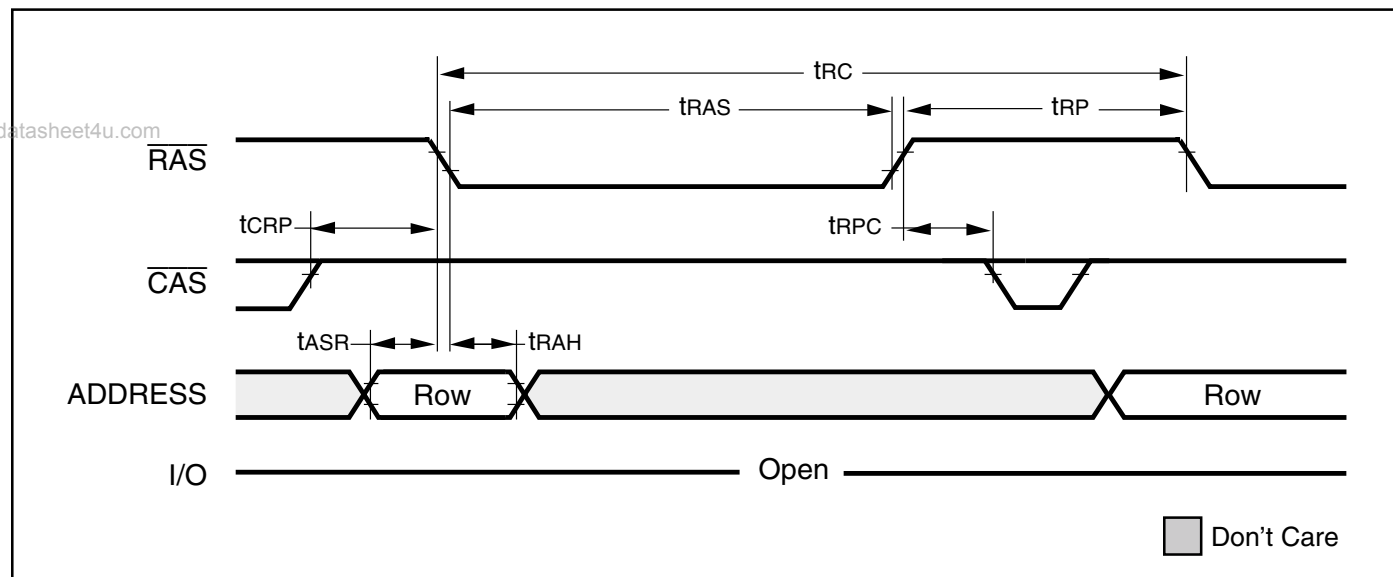 tRC
tRAS
tRP
datasheet4u.com
RAS
tCRP
tRPC
CAS
tASR
tRAH
ADDRESS
Row
Row
I/O
Open
Don't Care